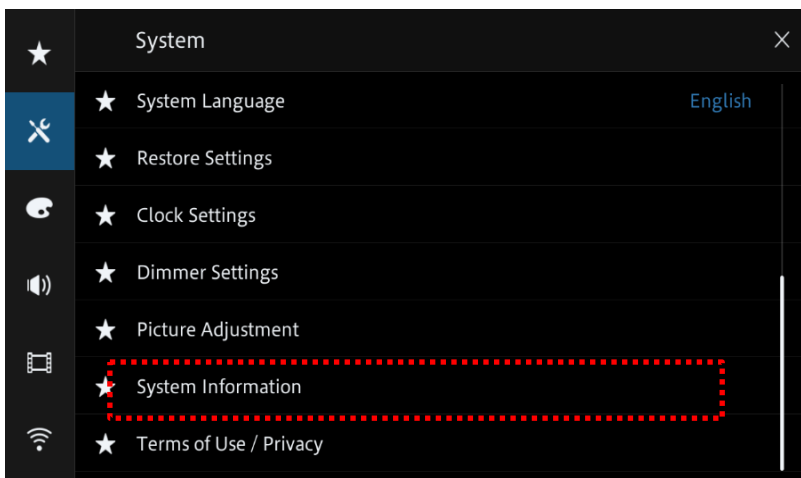 System
System Language English
Restore Settings
Clock Settings
Dimmer Settings
Picture Adjustment
System Information
Terms of Use / Privacy